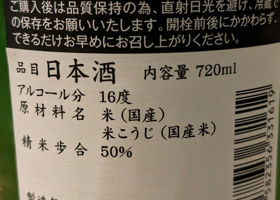 ご購入後は品質保持の為、直射日光を避け、冷蔵で
の保存をお願いいたします。開栓前後にかかわらず、
できるだけお早めにお召し上がりください。
品目 日本酒 内容量 720ml
アルコール分 16度
原材料名 米(国産)
米こうじ(国産米)
精米歩合 50%